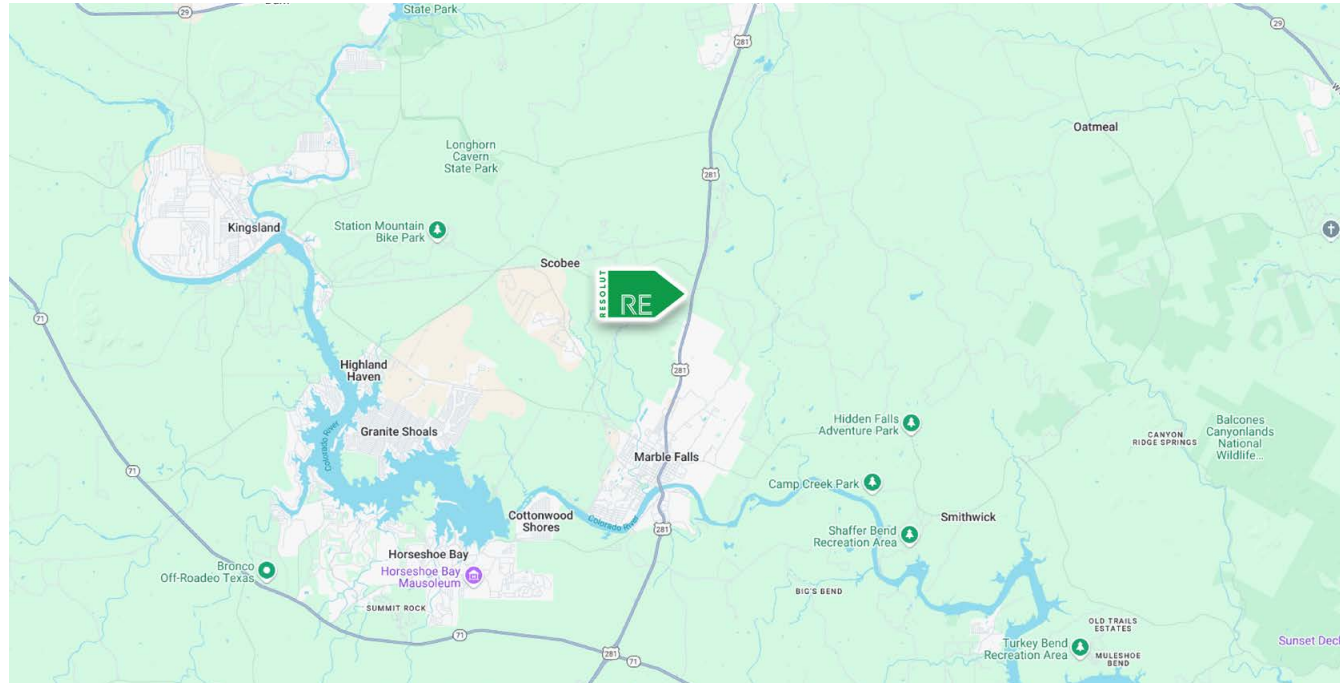 29
State Park
281
29
Oatmeal
Longhorn
Cavern
State Park
281
Kingsland
Station Mountain
Bike Park
Scobee
RESOLUT
RE
71
281
Highland
Haven
Granite Shoals
Colorado River
Hidden Falls
Adventure Park
Balcones
Canyonlands
National
Wildlife...
CANYON
RIDGE SPRINGS
Marble Falls
71
Camp Creek Park
Cottonwood
Shores
Colorado River
281
Smithwick
Shaffer Bend
Recreation Area
Horseshoe Bay
Bronco
Off-Roadeo Texas
Horseshoe Bay
Mausoleum
BIG'S BEND
SUMMIT ROCK
OLD TRAILS
ESTATES
71
Turkey Bend
Recreation Area
Sunset Deck
281
71
MULESHOE
BEND